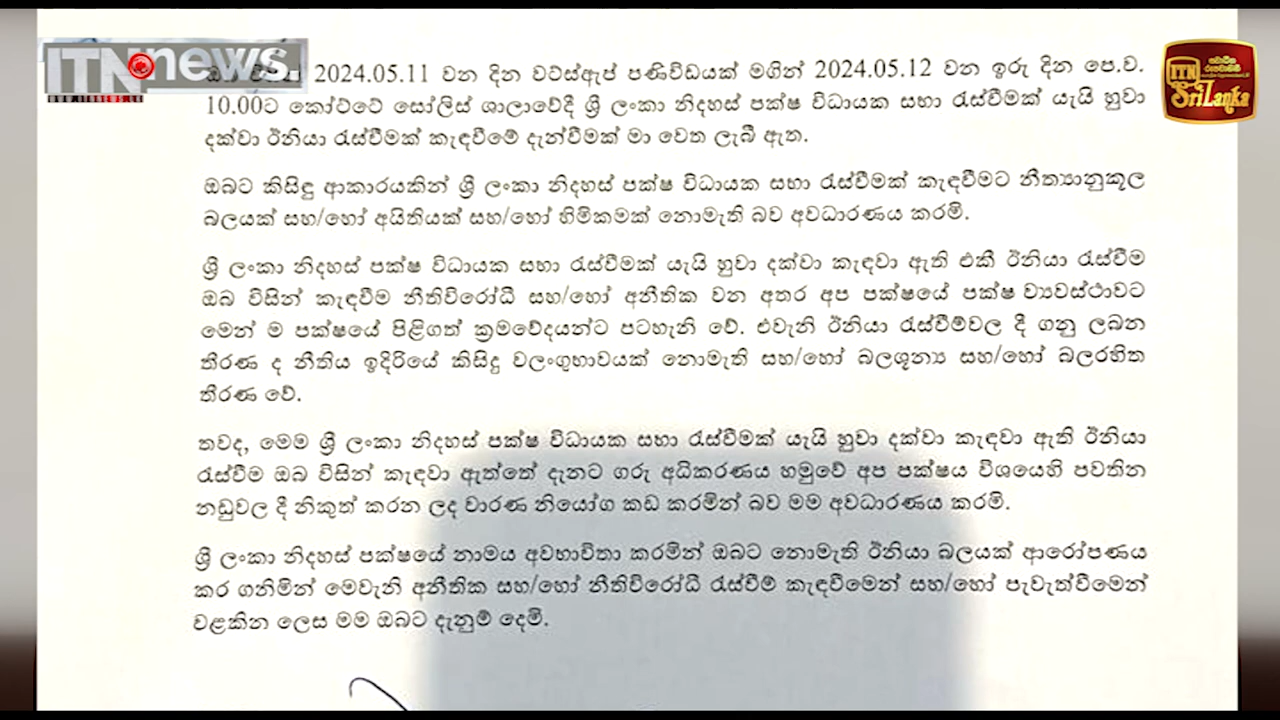 ITN news.
www.itnnews.lk
ITN
Sri Lanka
2024.05.11 වන දින වට්ස්ඇප් පණිවිඩයක් මගින් 2024.05.12 වන ඉරු දින පෙ.ව.
10.00ට කෝට්ටේ සෝලිස් ශාලාවේදී ශ්‍රී ලංකා නිදහස් පක්ෂ විධායක සභා රැස්වීමක් යැයි හුවා
දක්වා ඊනියා රැස්වීමක් කැඳවීමේ දැන්වීමක් මා වෙත ලැබී ඇත.
ඔබට කිසිඳු ආකාරයකින් ශ්‍රී ලංකා නිදහස් පක්ෂ විධායක සභා රැස්වීමක් කැඳවීමට නීත්‍යානුකූල
බලයක් සහ/හෝ අයිතියක් සහ/හෝ හිමිකමක් නොමැති බව අවධාරණය කරමි.
ශ්‍රී ලංකා නිදහස් පක්ෂ විධායක සභා රැස්වීමක් යැයි හුවා දක්වා කැඳවා ඇති එකී ඊනියා රැස්වීම
ඔබ විසින් කැඳවීම නීතිවිරෝධී සහ/හෝ අනීතික වන අතර අප පක්ෂයේ පක්ෂ ව්‍යවස්ථාවට
මෙන් ම පක්ෂයේ පිළිගත් ක්‍රමවේදයන්ට පටහැනි වේ. එවැනි ඊනියා රැස්වීම්වල දී ගනු ලබන
තීරණ ද නීතිය ඉදිරියේ කිසිදු වලංගුභාවයක් නොමැති සහ/හෝ බලශූන්‍ය සහ/හෝ බලරහිත
තීරණ වේ.
තවද, මෙම ශ්‍රී ලංකා නිදහස් පක්ෂ විධායක සභා රැස්වීමක් යැයි හුවා දක්වා කැඳවා ඇති ඊනියා
රැස්වීම ඔබ විසින් කැඳවා ඇත්තේ දැනට ගරු අධිකරණය හමුවේ අප පක්ෂය විශයෙහි පවතින
නඩුවල දී නිකුත් කරන ලද වාරණ නියෝග කඩ කරමින් බව මම අවධාරණය කරමි.
ශ්‍රී ලංකා නිදහස් පක්ෂයේ නාමය අවභාවිතා කරමින් ඔබට නොමැති ඊනියා බලයක් ආරෝපණය
කර ගනිමින් මෙවැනි අනීතික සහ/හෝ නීතිවිරෝධී රැස්වීම් කැඳවීමෙන් සහ/හෝ පැවැත්වීමෙන්
වළකින ලෙස මම ඔබට දැනුම් දෙමි.